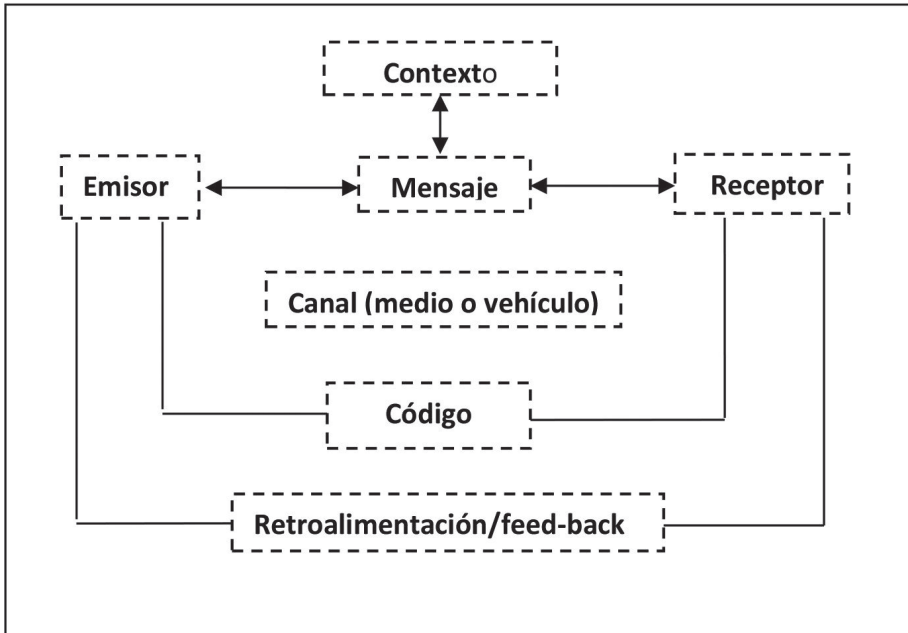 Contexto
Emisor
Mensaje
Receptor
Canal (medio o vehículo)
Código
Retroalimentación/feed-back